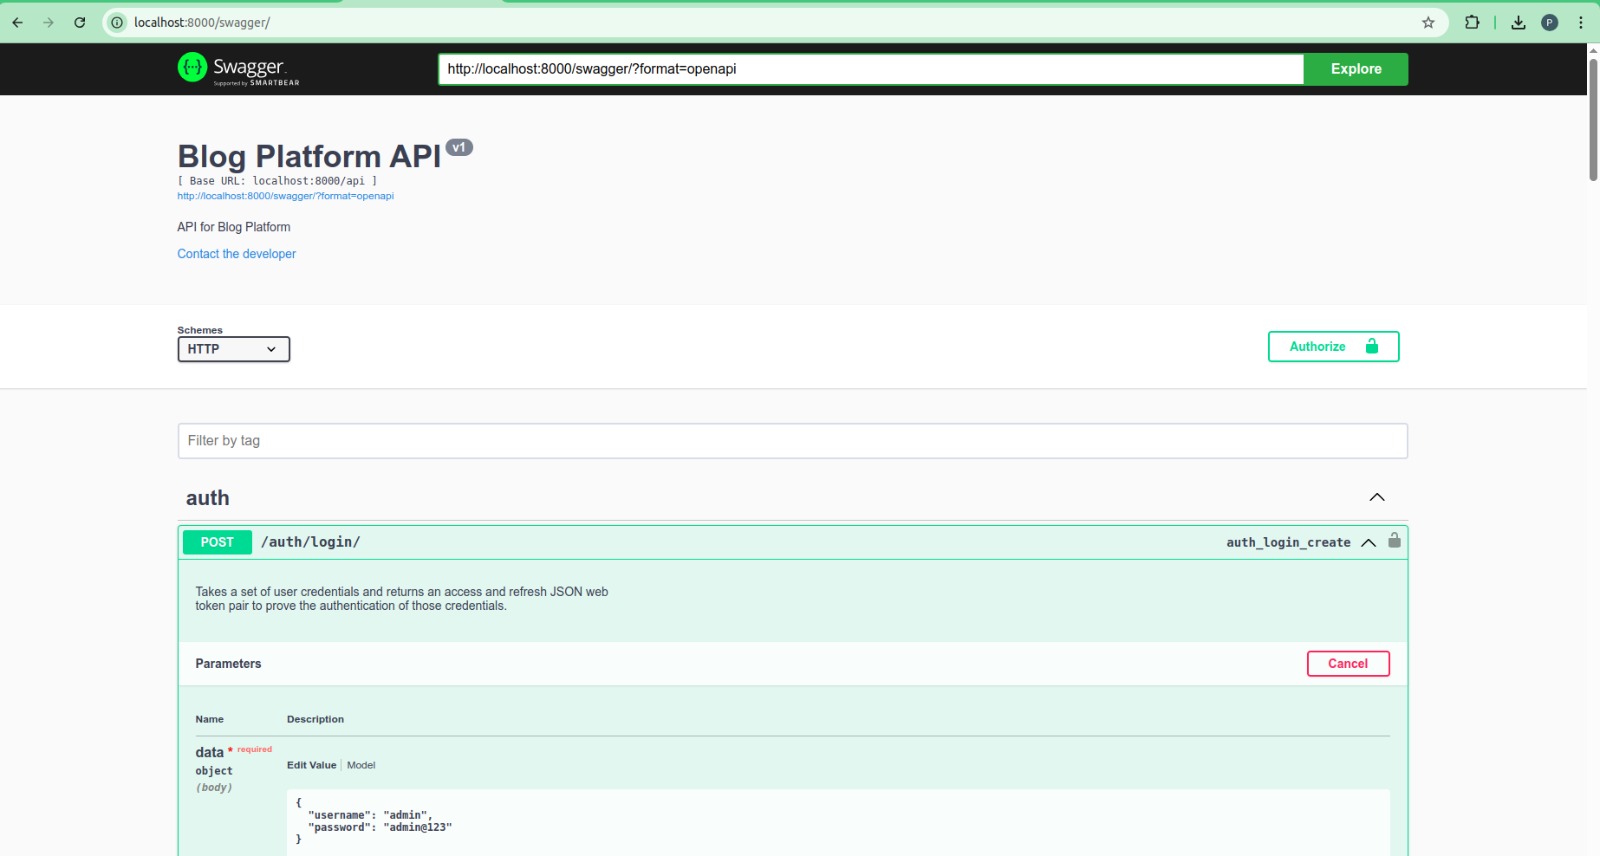 localhost:8000/swagger/
P
{...} Swagger.
Supported by SMARTBEAR
http://localhost:8000/swagger/?format=openapi
Explore
Blog Platform API v1
[ Base URL: localhost:8000/api ]
http://localhost:8000/swagger/?format=openapi
API for Blog Platform
Contact the developer
Schemes
HTTP
Authorize
Filter by tag
auth
POST /auth/login/ auth_login_create
Takes a set of user credentials and returns an access and refresh JSON web
token pair to prove the authentication of those credentials.
Parameters
Cancel
Name Description
data * required
object
(body)
Edit Value | Model
{
"username": "admin",
"password": "admin@123"
}